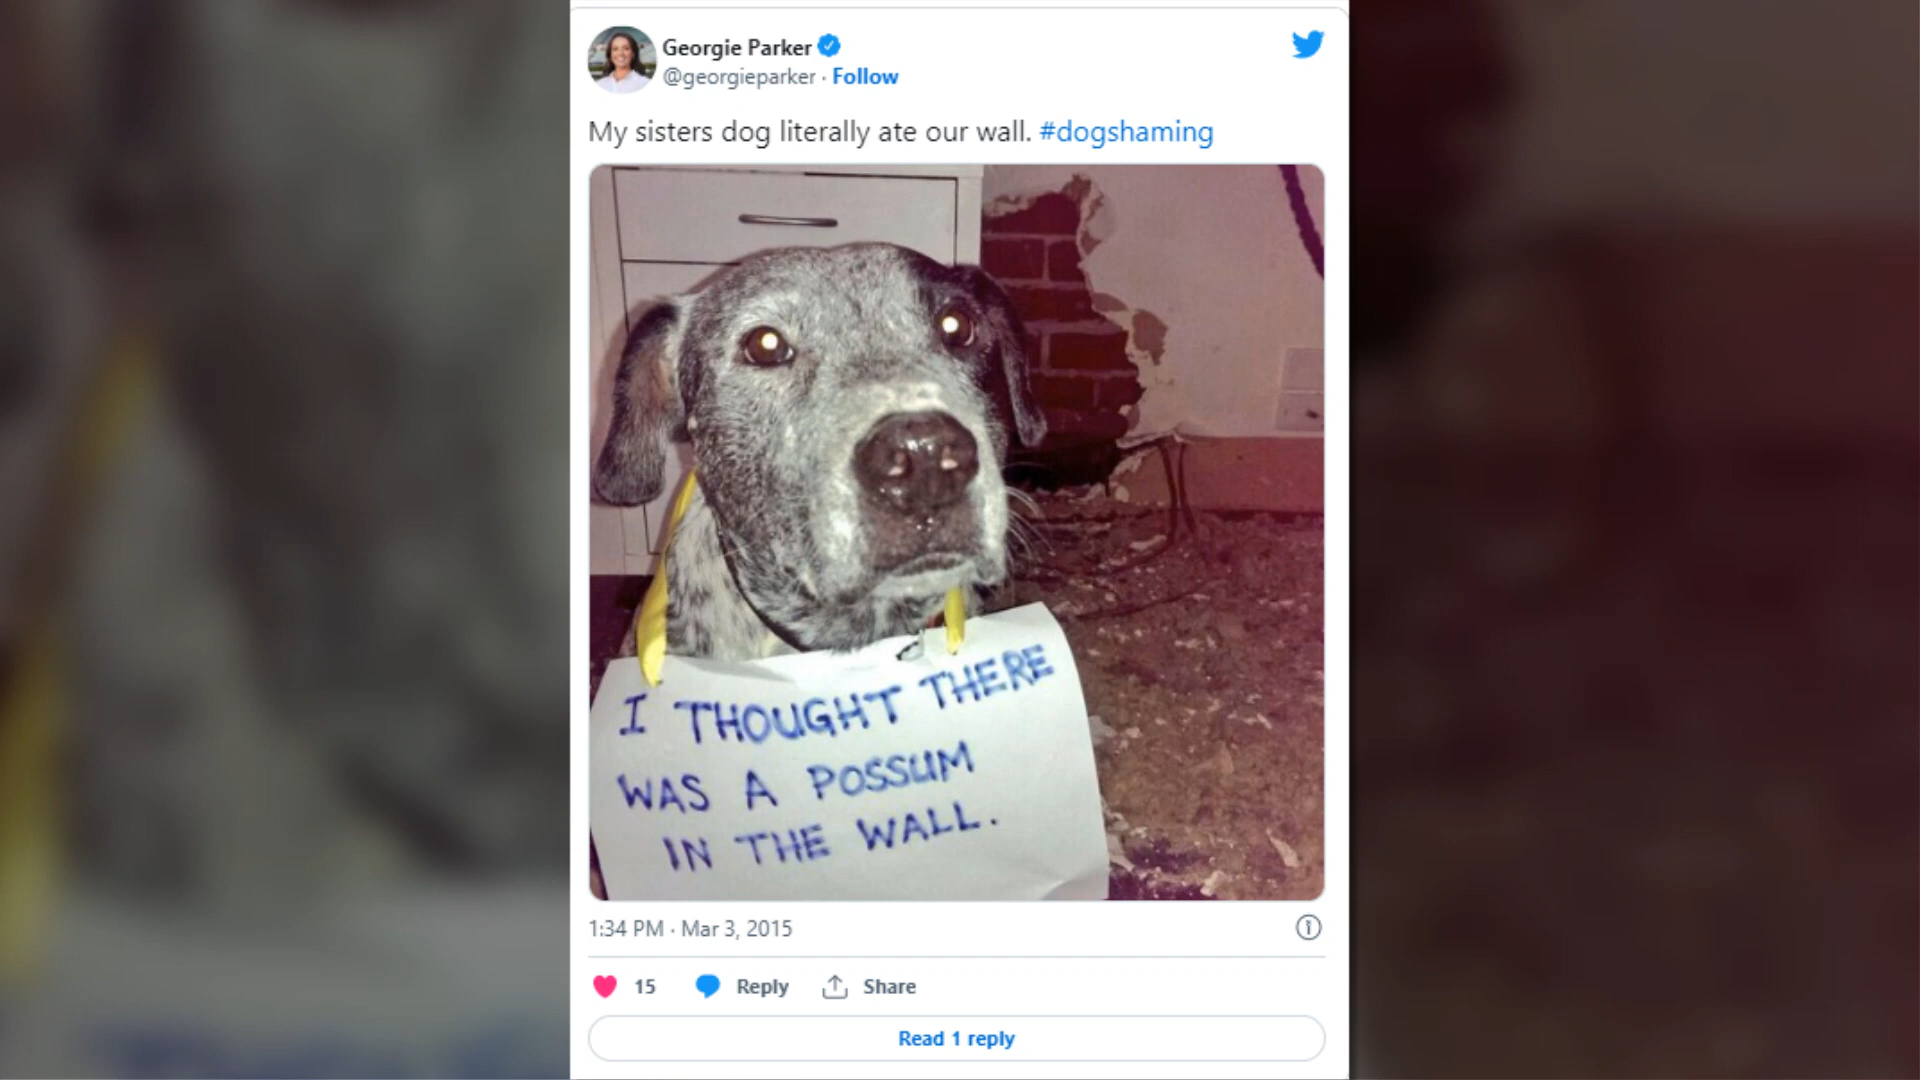 Georgie Parker
@georgieparker · Follow
My sisters dog literally ate our wall. #dogshaming
I THOUGHT THERE
WAS A POSSUM
IN THE WALL.
1:34 PM · Mar 3, 2015
15 Reply Share
Read 1 reply